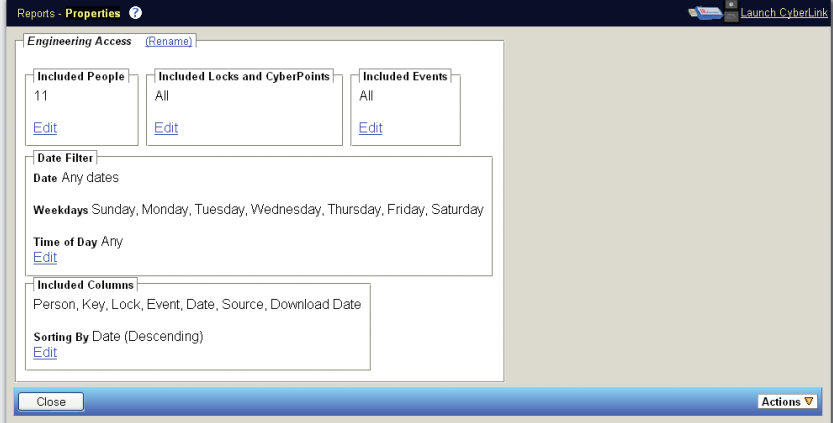 Reports - Properties ?
Launch CyberLink
Engineering Access (Rename)
Included People
11
Edit
Included Locks and CyberPoints
All
Edit
Included Events
All
Edit
Date Filter
Date Any dates
Weekdays Sunday, Monday, Tuesday, Wednesday, Thursday, Friday, Saturday
Time of Day Any
Edit
Included Columns
Person, Key, Lock, Event, Date, Source, Download Date
Sorting By Date (Descending)
Edit
Close
Actions